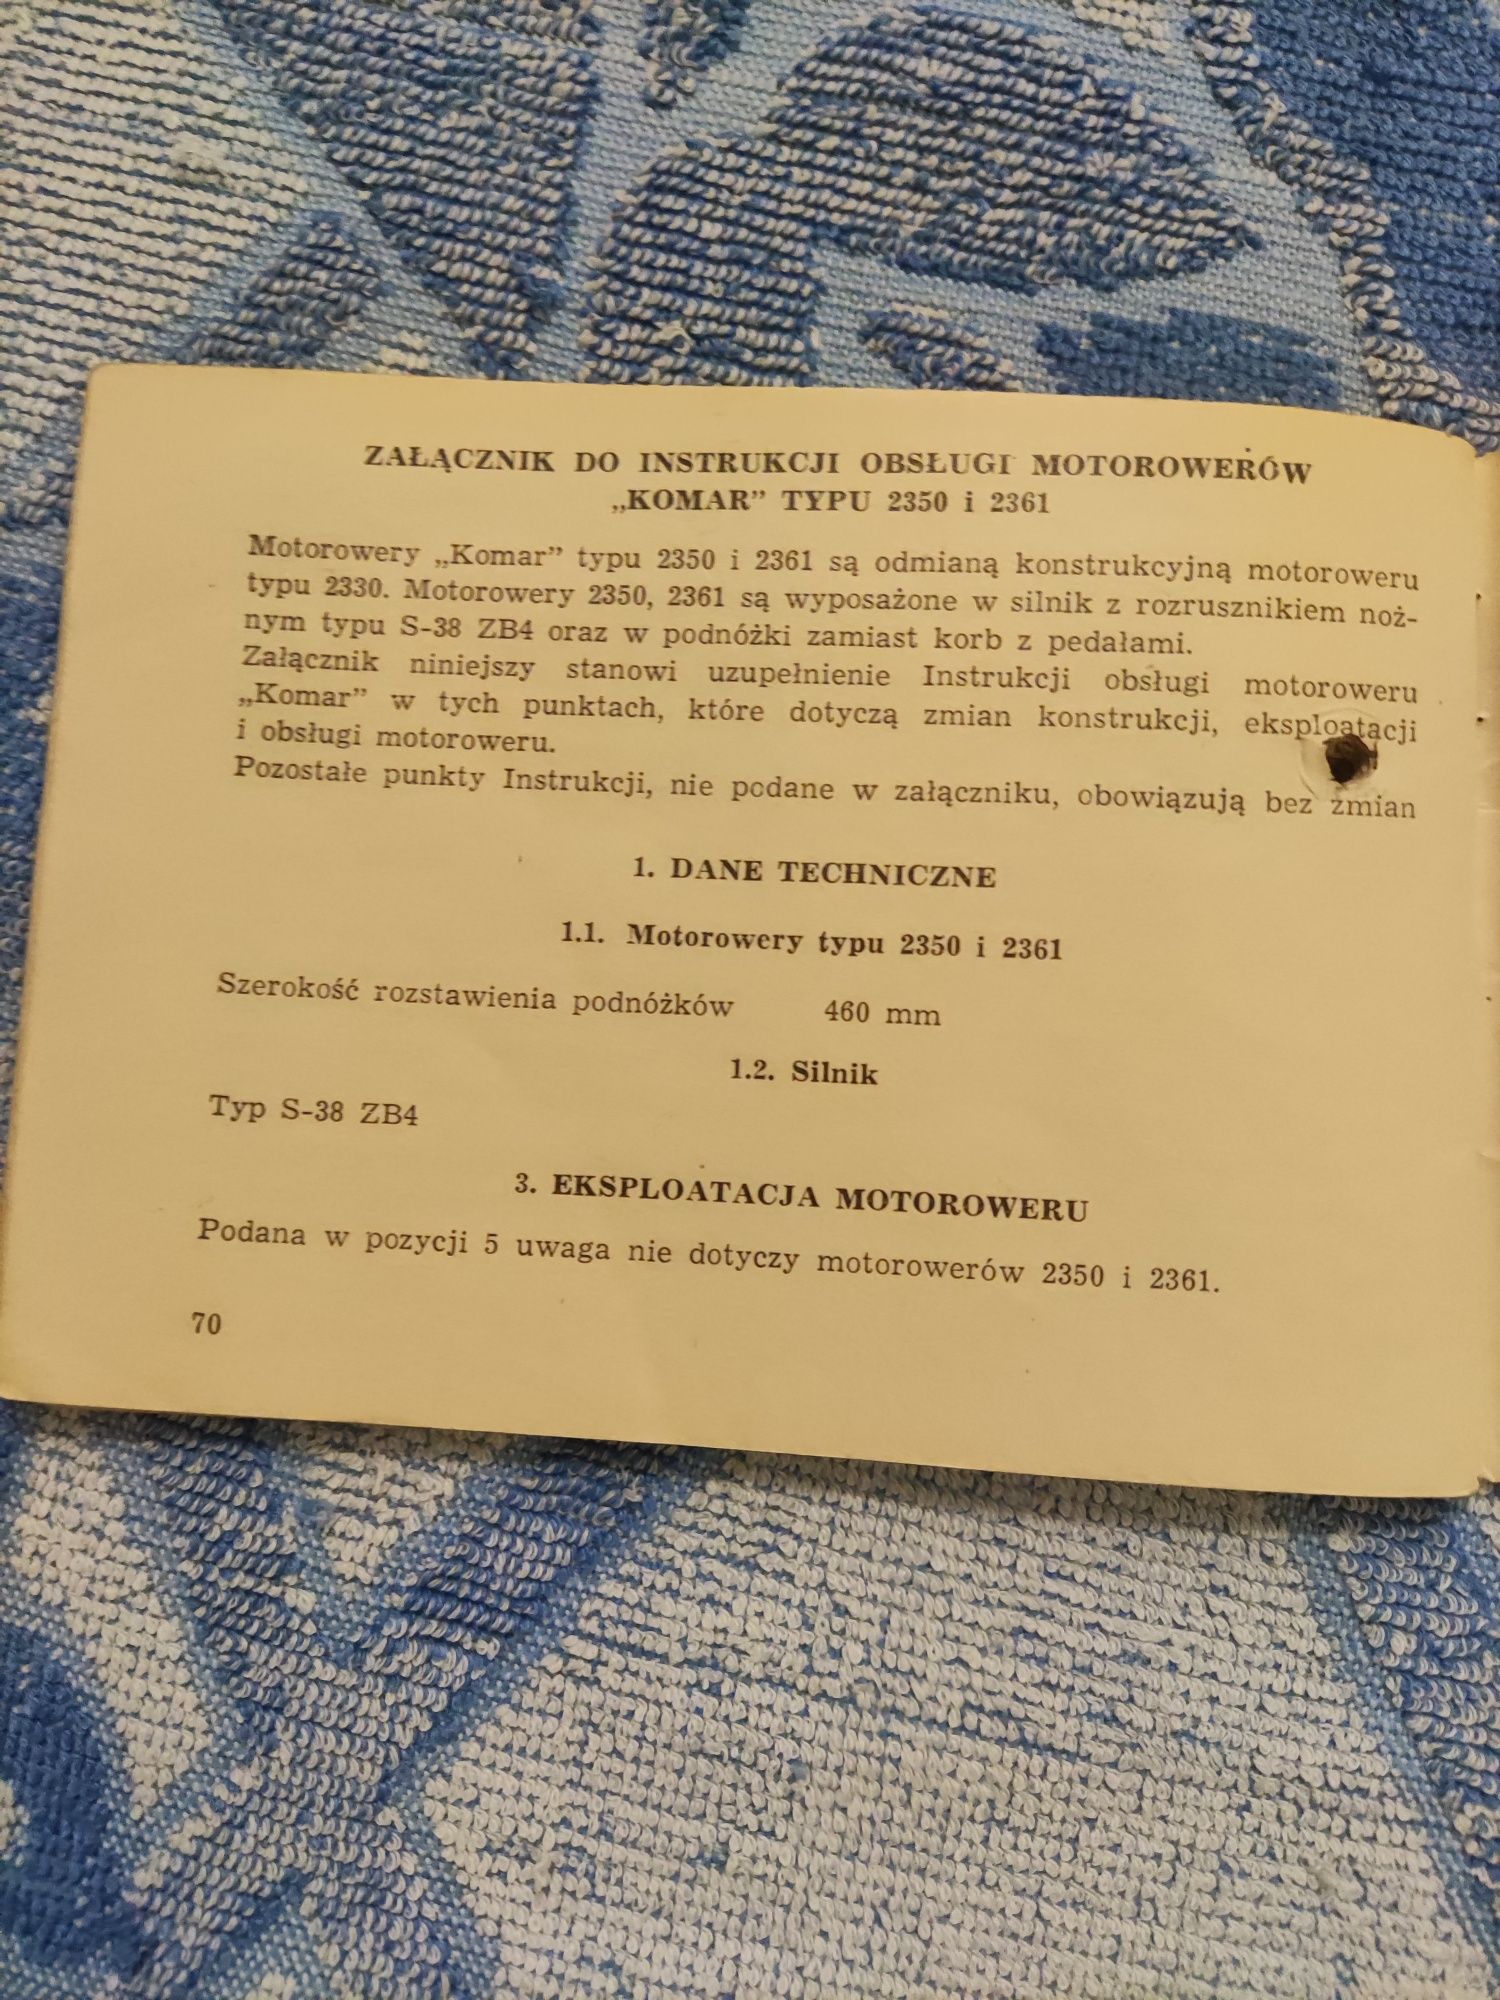 ZAŁĄCZNIK DO INSTRUKCJI OBSŁUGI MOTOROWERÓW
„KOMAR” TYPU 2350 i 2361
Motorowery „Komar” typu 2350 i 2361 są odmianą konstrukcyjną motoroweru
typu 2330. Motorowery 2350, 2361 są wyposażone w silnik z rozrusznikiem noż-
nym typu S-38 ZB4 oraz w podnóżki zamiast korb z pedałami.
Załącznik niniejszy stanowi uzupełnienie Instrukcji obsługi motoroweru
„Komar” w tych punktach, które dotyczą zmian konstrukcji, eksploatacji
i obsługi motoroweru.
Pozostałe punkty Instrukcji, nie podane w załączniku, obowiązują bez zmian
1. DANE TECHNICZNE
1.1. Motorowery typu 2350 i 2361
Szerokość rozstawienia podnóżków 460 mm
1.2. Silnik
Typ S-38 ZB4
3. EKSPLOATACJA MOTOROWERU
Podana w pozycji 5 uwaga nie dotyczy motorowerów 2350 i 2361.
70